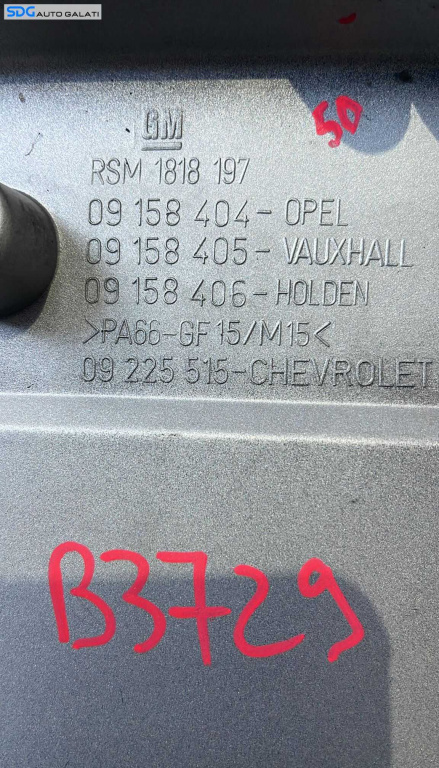 SDG AUTO GALATI
GM
50
RSM 1818 197
09 158 404 - OPEL
09 158 405 - VAUXHALL
09 158 406 - HOLDEN
>PA66-GF15/M15<
09 225 515 - CHEVROLET
B3729